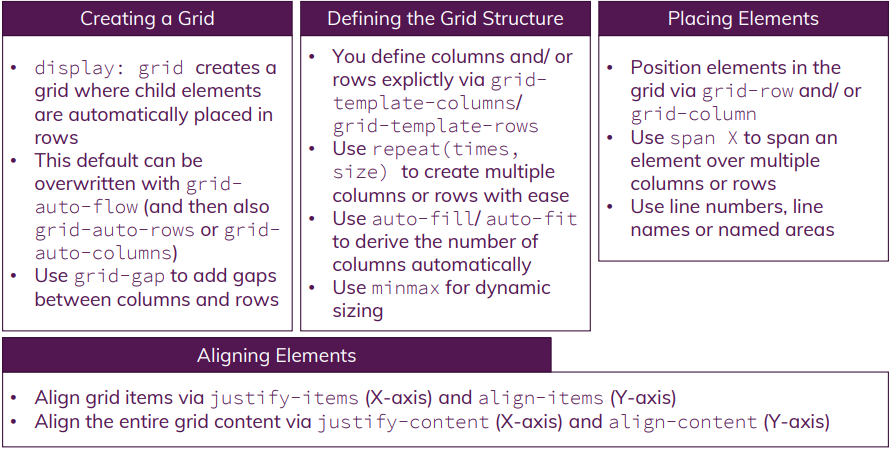 Creating a Grid
• display: grid creates a
grid where child elements
are automatically placed in
rows
• This default can be
overwritten with grid-
auto-flow (and then also
grid-auto-rows or grid-
auto-columns)
• Use grid-gap to add gaps
between columns and rows
Defining the Grid Structure
• You define columns and/ or
rows explictly via grid-
template-columns/
grid-template-rows
• Use repeat(times,
size) to create multiple
columns or rows with ease
• Use auto-fill/ auto-fit
to derive the number of
columns automatically
• Use minmax for dynamic
sizing
Placing Elements
• Position elements in the
grid via grid-row and/ or
grid-column
• Use span X to span an
element over multiple
columns or rows
• Use line numbers, line
names or named areas
Aligning Elements
• Align grid items via justify-items (X-axis) and align-items (Y-axis)
• Align the entire grid content via justify-content (X-axis) and align-content (Y-axis)